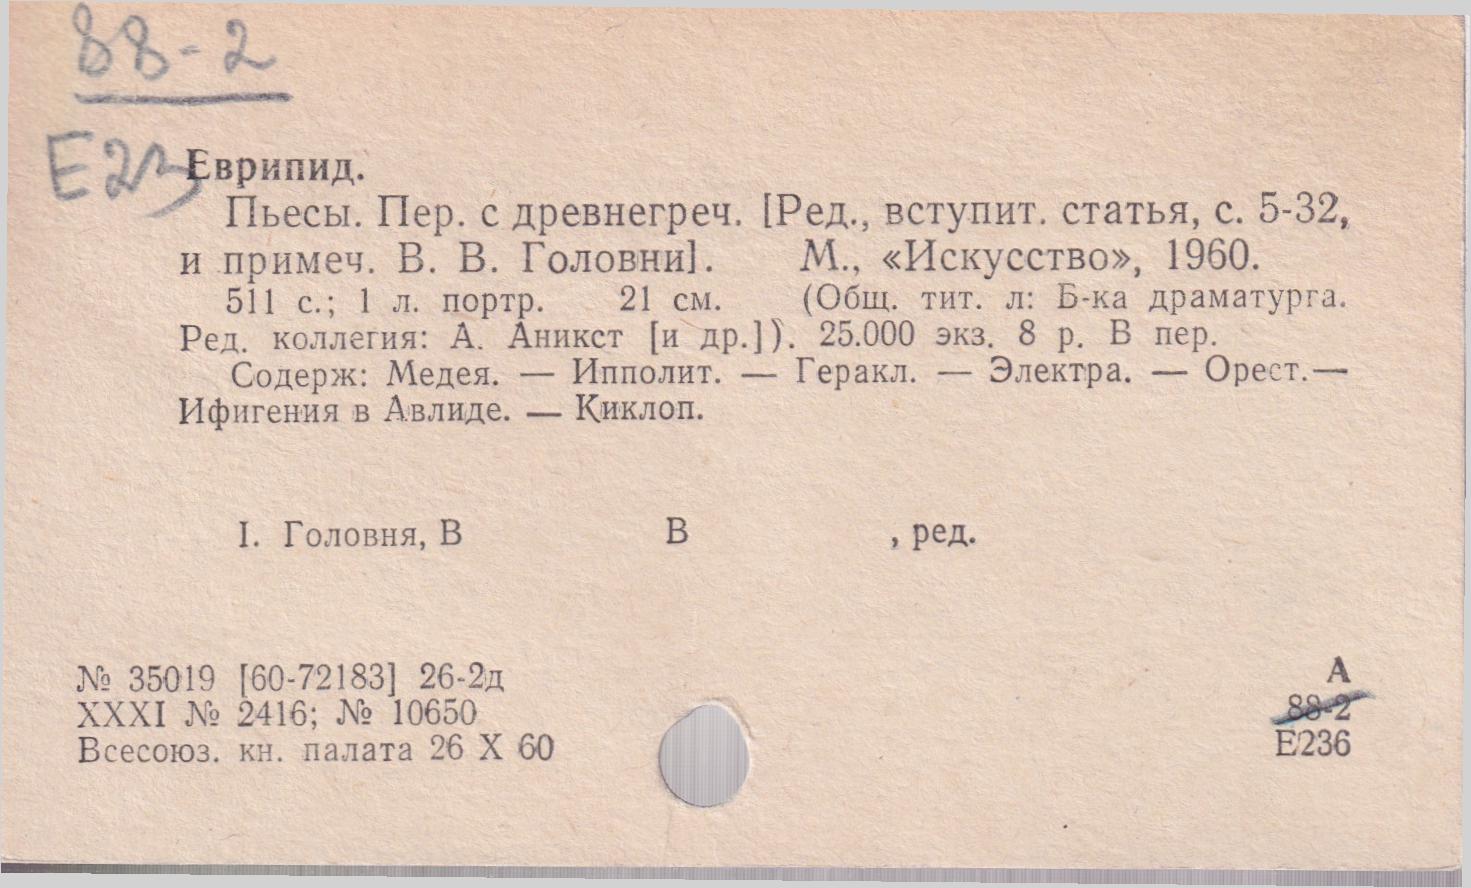 88-2
Е23
Еврипид.
Пьесы. Пер. с древнегреч. [Ред., вступит. статья, с. 5-32,
и примеч. В. В. Головни]. М., «Искусство», 1960.
511 с.; 1 л. портр. 21 см. (Общ. тит. л: Б-ка драматурга.
Ред. коллегия: А. Аникст [и др.]). 25.000 экз. 8 р. В пер.
Содерж: Медея. — Ипполит. — Геракл. — Электра. — Орест.—
Ифигения в Авлиде. — Киклоп.
I. Головня, В В , ред.
№ 35019 [60-72183] 26-2д
XXXI № 2416; № 10650
Всесоюз. кн. палата 26 X 60
А
88-2
Е236